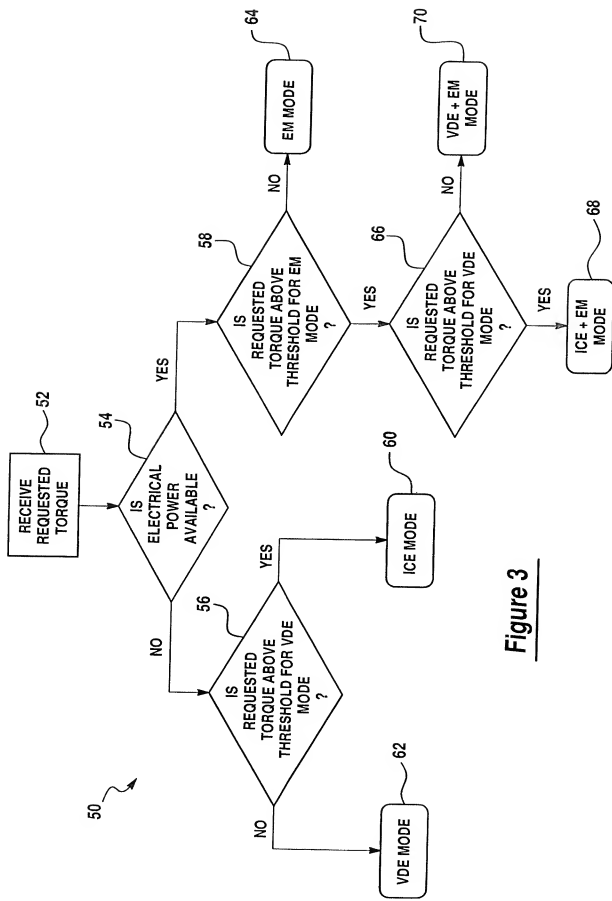 50
52
RECEIVE
REQUESTED
TORQUE
54
IS
ELECTRICAL
POWER
AVAILABLE
?
NO
YES
56
IS
REQUESTED
TORQUE ABOVE
THRESHOLD FOR VDE
MODE
?
NO
YES
62
VDE MODE
60
ICE MODE
58
IS
REQUESTED
TORQUE ABOVE
THRESHOLD FOR EM
MODE
?
NO
YES
64
EM MODE
66
IS
REQUESTED
TORQUE ABOVE
THRESHOLD FOR VDE
MODE
?
NO
YES
70
VDE + EM
MODE
68
ICE + EM
MODE
Figure 3